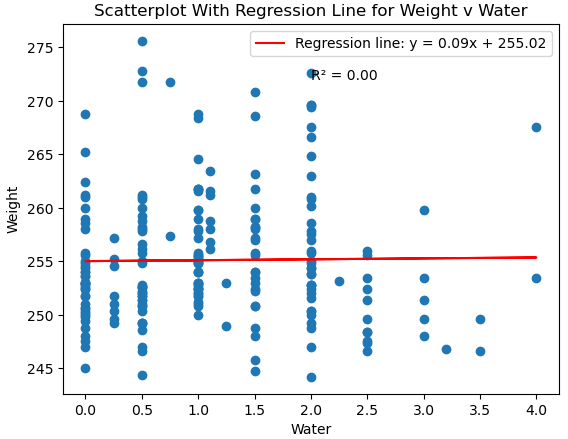 Scatterplot With Regression Line for Weight v Water
Regression line: y = 0.09x + 255.02
R² = 0.00
275
270
265
260
255
250
245
Weight
0.0 0.5 1.0 1.5 2.0 2.5 3.0 3.5 4.0
Water